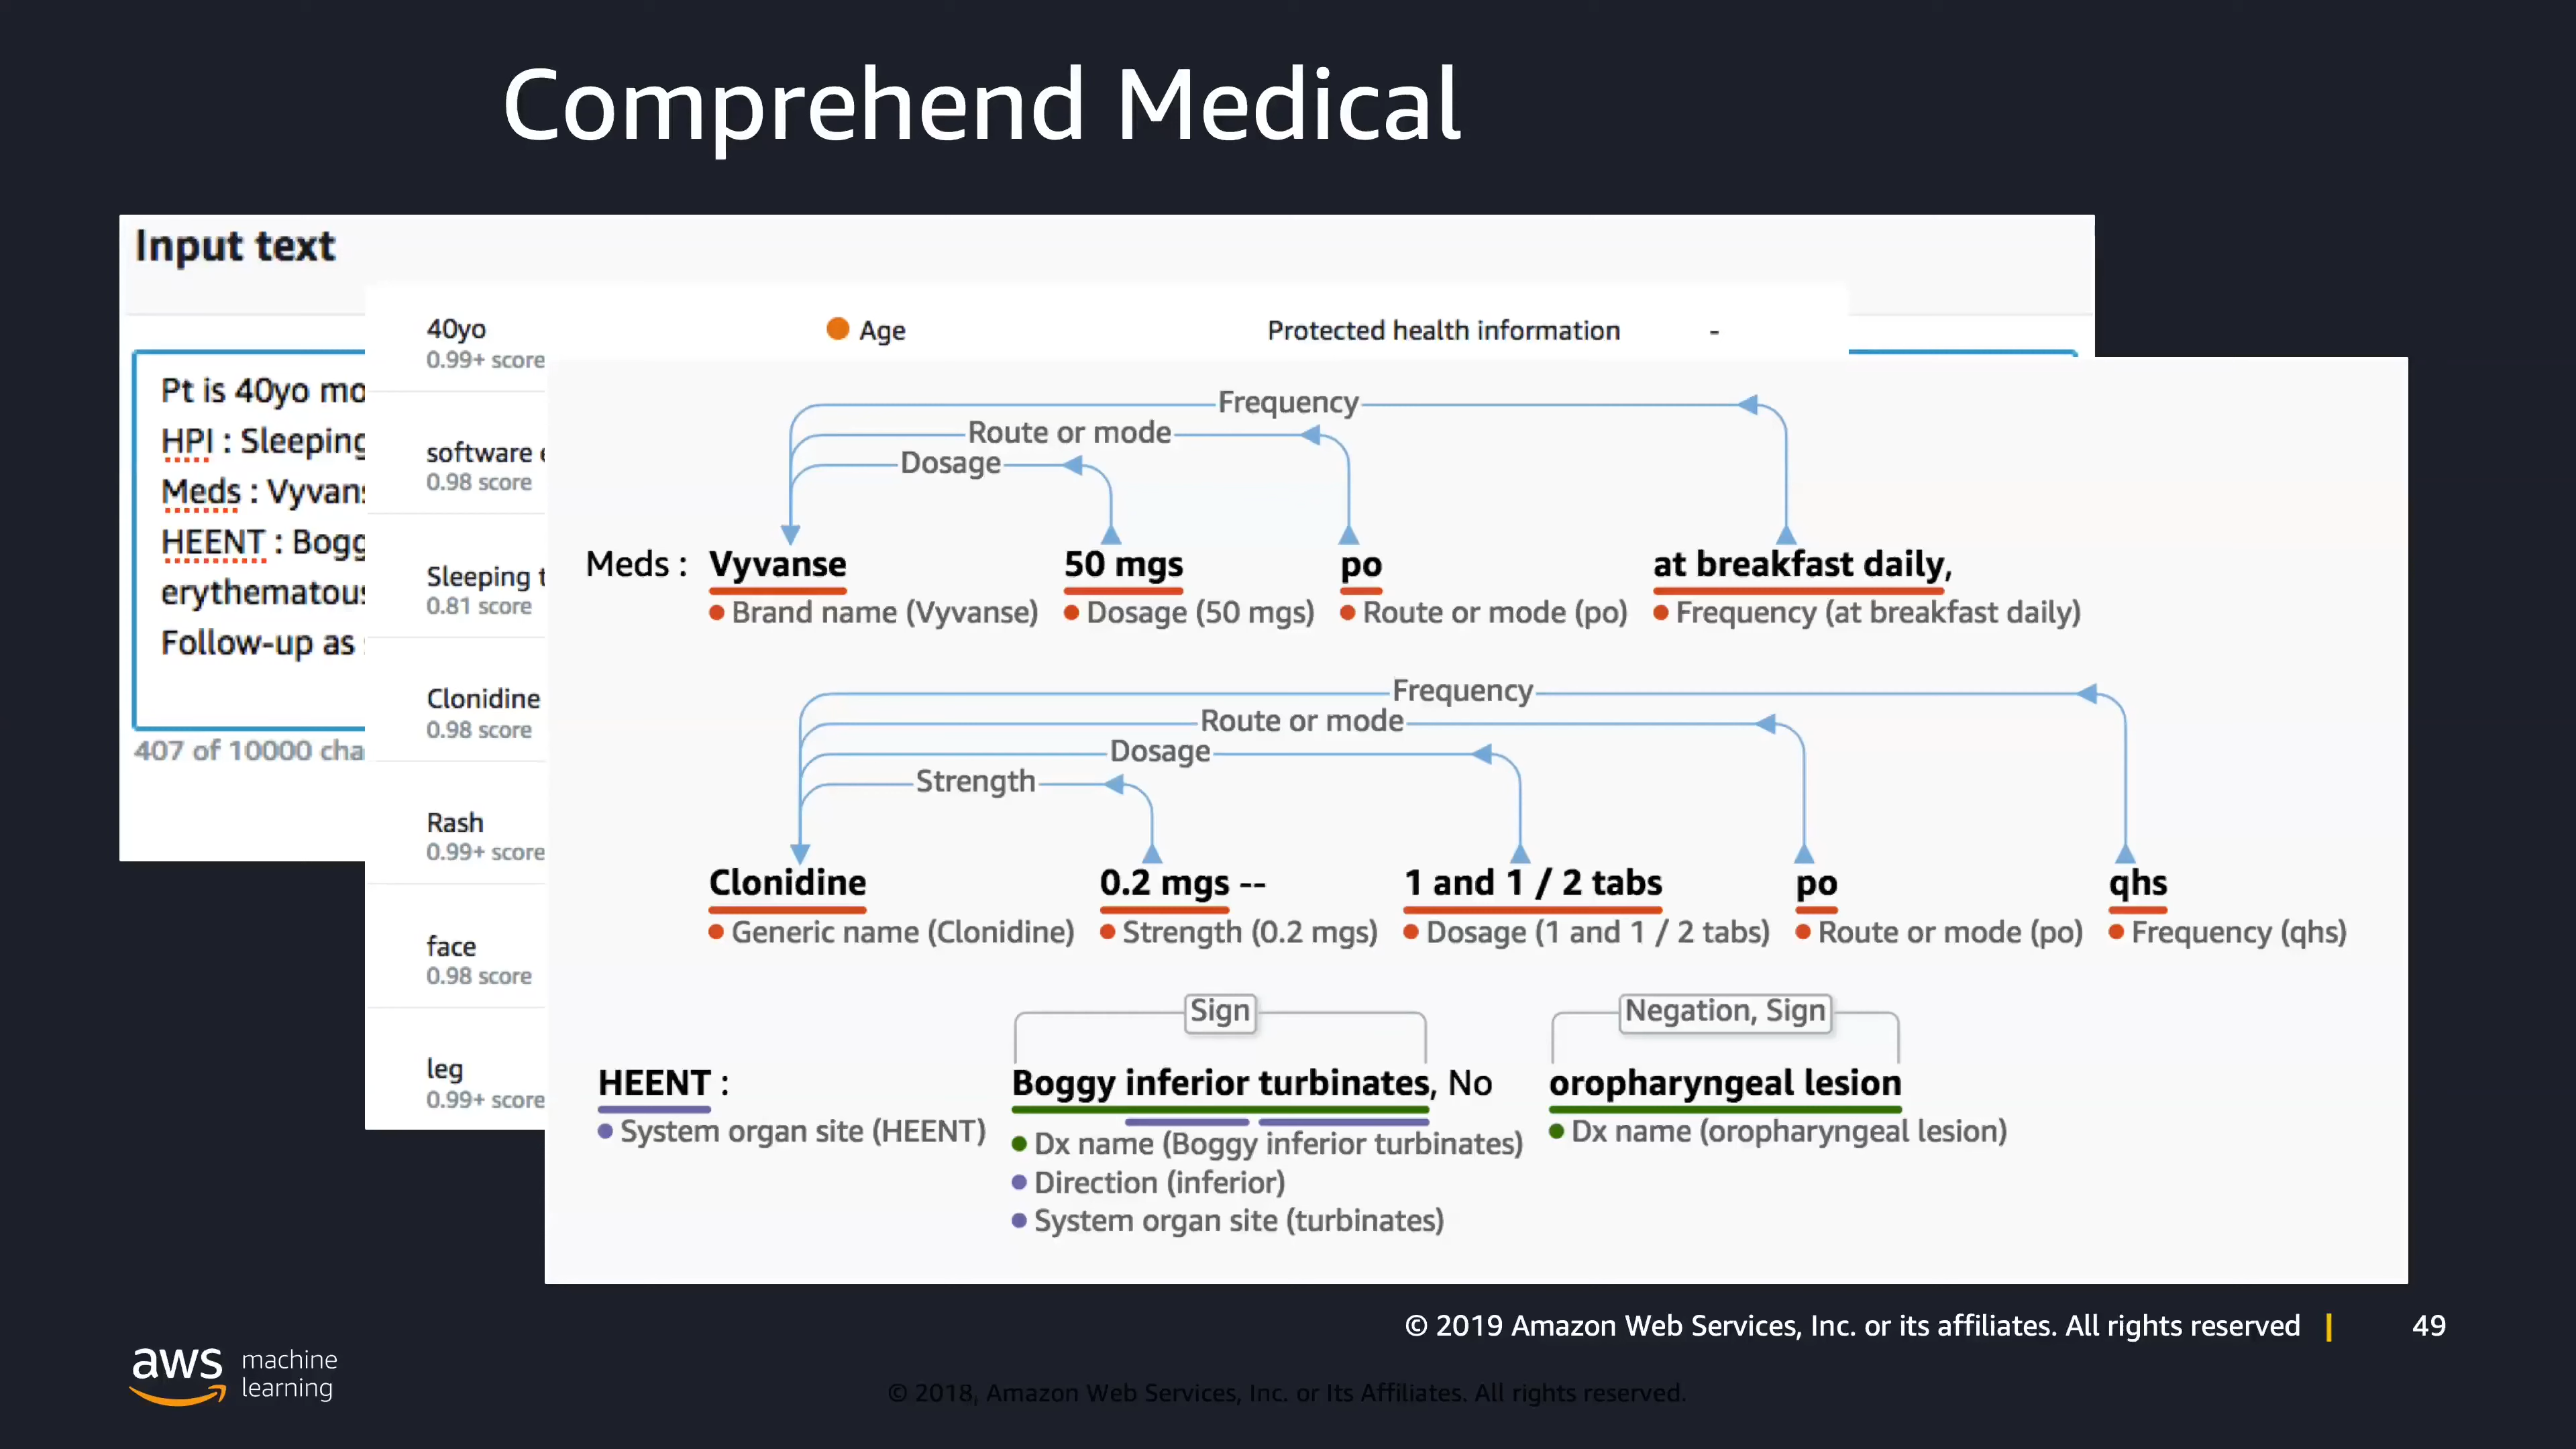 Comprehend Medical
Input text
Pt is 40yo mo
HPI : Sleeping
Meds : Vyvans
HEENT : Bogg
erythematous
Follow-up as
407 of 10000 cha
40yo
0.99+ score
Age
Protected health information
-
software e
0.98 score
Sleeping t
0.81 score
Clonidine
0.98 score
Rash
0.99+ score
face
0.98 score
leg
0.99+ score
Frequency
Route or mode
Dosage
Meds : Vyvanse 50 mgs po at breakfast daily,
Brand name (Vyvanse) Dosage (50 mgs) Route or mode (po) Frequency (at breakfast daily)
Frequency
Route or mode
Dosage
Strength
Clonidine 0.2 mgs -- 1 and 1 / 2 tabs po qhs
Generic name (Clonidine) Strength (0.2 mgs) Dosage (1 and 1 / 2 tabs) Route or mode (po) Frequency (qhs)
Sign Negation, Sign
HEENT : Boggy inferior turbinates, No oropharyngeal lesion
System organ site (HEENT) Dx name (Boggy inferior turbinates) Dx name (oropharyngeal lesion)
Direction (inferior)
System organ site (turbinates)
© 2019 Amazon Web Services, Inc. or its affiliates. All rights reserved | 49
aws machine learning
© 2018, Amazon Web Services, Inc. or Its Affiliates. All rights reserved.